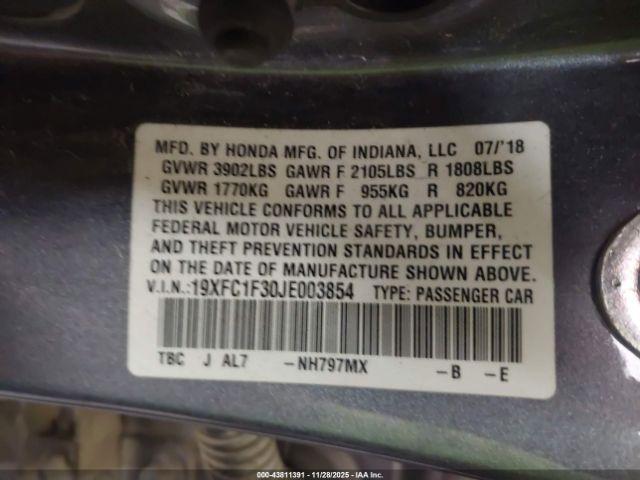 MFD. BY HONDA MFG. OF INDIANA, LLC 07/'18
GVWR 3902LBS GAWR F 2105LBS R 1808LBS
GVWR 1770KG GAWR F 955KG R 820KG
THIS VEHICLE CONFORMS TO ALL APPLICABLE
FEDERAL MOTOR VEHICLE SAFETY, BUMPER,
AND THEFT PREVENTION STANDARDS IN EFFECT
ON THE DATE OF MANUFACTURE SHOWN ABOVE.
V.I.N.:19XFC1F30JE003854 TYPE: PASSENGER CAR
TBC J AL7 -NH797MX -B -E
000-43811391 - 11/28/2025 - IAA Inc.